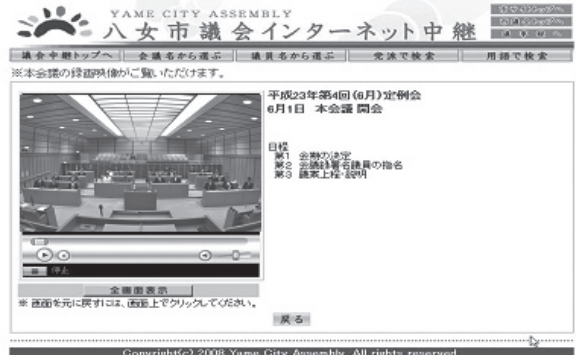 YAME CITY ASSEMBLY
八女市議会インターネット中継
議会中継トップへ 会議名から選ぶ 議員名から選ぶ 発言で検索 用語で検索
※本会議の録画映像がご覧いただけます。
平成23年第4回(6月)定例会
6月1日 本会議 開会
日程
第1 会期の決定
第2 会議録署名議員の指名
第3 議案上程・説明
停止
全画面表示
※ 画面を元に戻すには、画面上でクリックしてください。
戻る
Copyright(c) 2008 Yame City Assembly. All rights reserved.